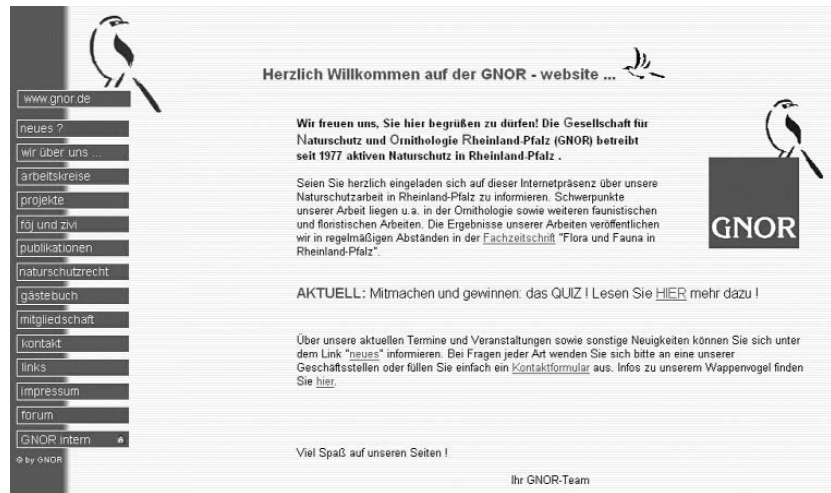 www.gnor.de
neues ?
wir über uns ...
arbeitskreise
projekte
föj und zivi
publikationen
naturschutzrecht
gästebuch
mitgliedschaft
kontakt
links
impressum
forum
GNOR intern
© by GNOR
Herzlich Willkommen auf der GNOR - website ...
Wir freuen uns, Sie hier begrüßen zu dürfen! Die Gesellschaft für
Naturschutz und Ornithologie Rheinland-Pfalz (GNOR) betreibt
seit 1977 aktiven Naturschutz in Rheinland-Pfalz .
Seien Sie herzlich eingeladen sich auf dieser Internetpräsenz über unsere
Naturschutzarbeit in Rheinland-Pfalz zu informieren. Schwerpunkte
unserer Arbeit liegen u.a. in der Ornithologie sowie weiteren faunistischen
und floristischen Arbeiten. Die Ergebnisse unserer Arbeiten veröffentlichen
wir in regelmäßigen Abständen in der Fachzeitschrift "Flora und Fauna in
Rheinland-Pfalz".
GNOR
AKTUELL: Mitmachen und gewinnen: das QUIZ ! Lesen Sie HIER mehr dazu !
Über unsere aktuellen Termine und Veranstaltungen sowie sonstige Neuigkeiten können Sie sich unter
dem Link "neues" informieren. Bei Fragen jeder Art wenden Sie sich bitte an eine unserer
Geschäftsstellen oder füllen Sie einfach ein Kontaktformular aus. Infos zu unserem Wappenvogel finden
Sie hier.
Viel Spaß auf unseren Seiten !
Ihr GNOR-Team